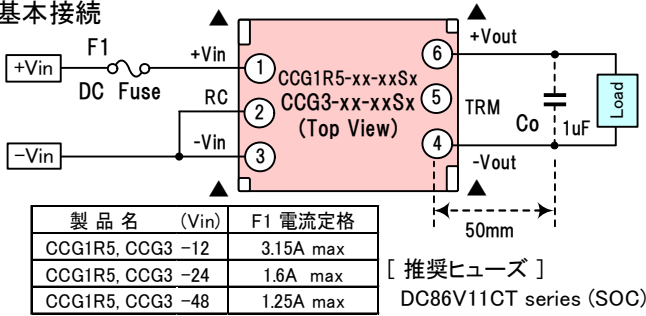 基本接続
F1
+Vin
DC Fuse
+Vin
RC
-Vin
−Vin
1
2
3
CCG1R5-xx-xxSx
CCG3-xx-xxSx
(Top View)
6
5
4
+Vout
TRM
-Vout
Co
1uF
Load
50mm
製 品 名 (Vin) F1 電流定格
CCG1R5, CCG3 −12 3.15A max
CCG1R5, CCG3 −24 1.6A max
CCG1R5, CCG3 −48 1.25A max
[ 推奨ヒューズ ]
DC86V11CT series (SOC)